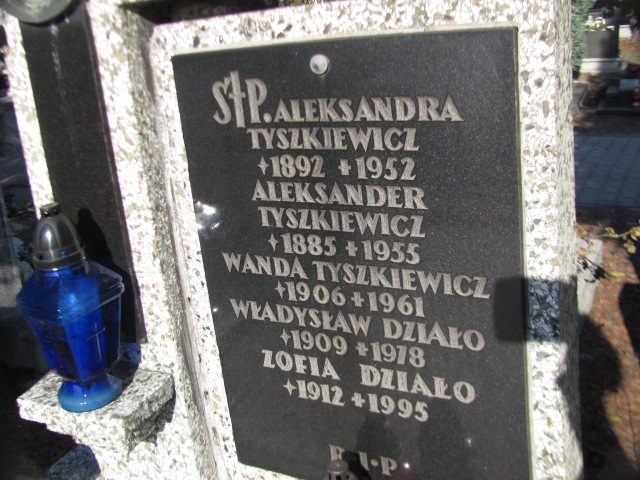 Ś†P. ALEKSANDRA
TYSZKIEWICZ
✦1892 ✝1952
ALEKSANDER
TYSZKIEWICZ
✦1885 ✝1955
WANDA TYSZKIEWICZ
✦1906 ✝1961
WŁADYSŁAW DZIAŁO
✦1909 ✝1978
ZOFIA DZIAŁO
✦1912 ✝1995
R·I·P